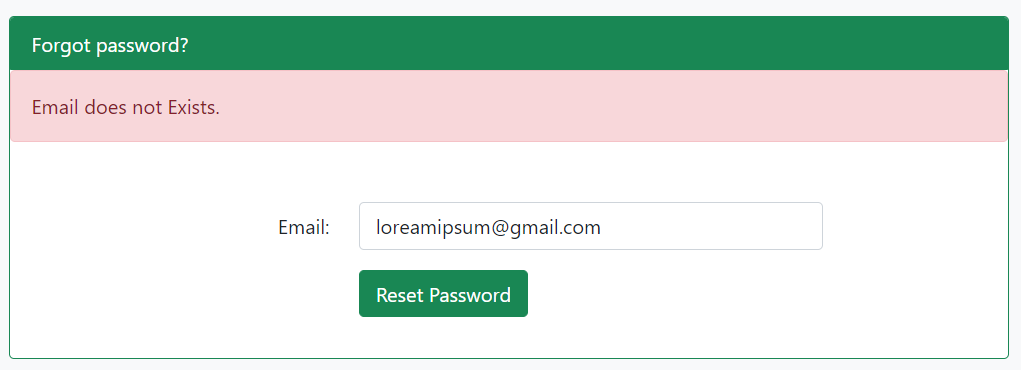 Forgot password?
Email does not Exists.
Email: loreamipsum@gmail.com
Reset Password